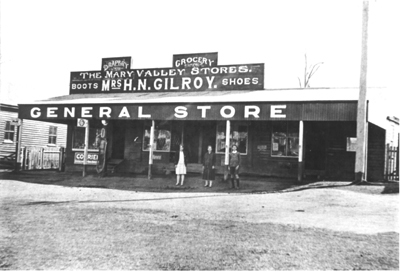 DRAPERY
GROCERY
THE MARY VALLEY STORES.
BOOTS MRS H.N. GILROY. SHOES.
GENERAL STORE